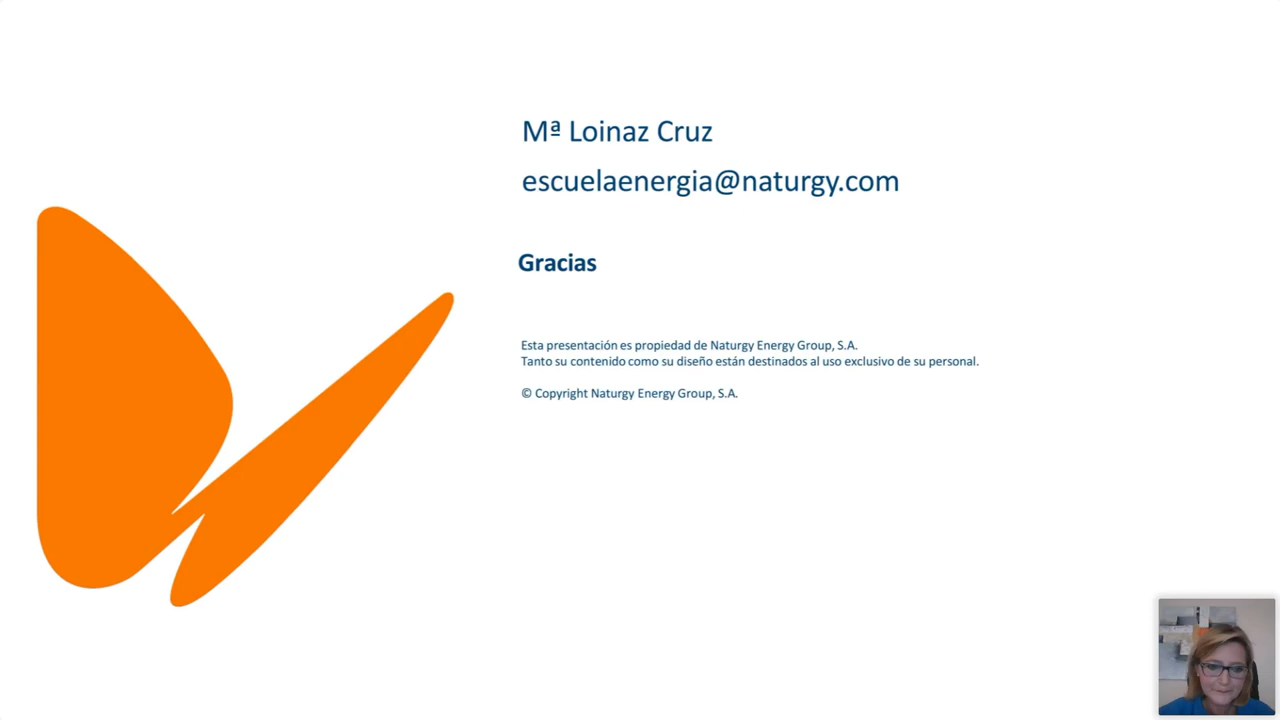 Mª Loinaz Cruz
escuelaenergia@naturgy.com
Gracias
Esta presentación es propiedad de Naturgy Energy Group, S.A.
Tanto su contenido como su diseño están destinados al uso exclusivo de su personal.
© Copyright Naturgy Energy Group, S.A.